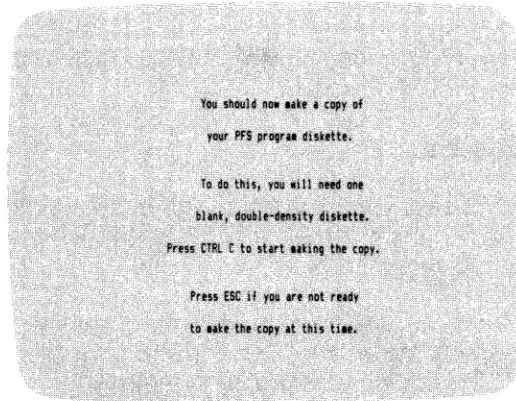 You should now make a copy of
your PFS program diskette.
To do this, you will need one
blank, double-density diskette.
Press CTRL C to start making the copy.
Press ESC if you are not ready
to make the copy at this time.